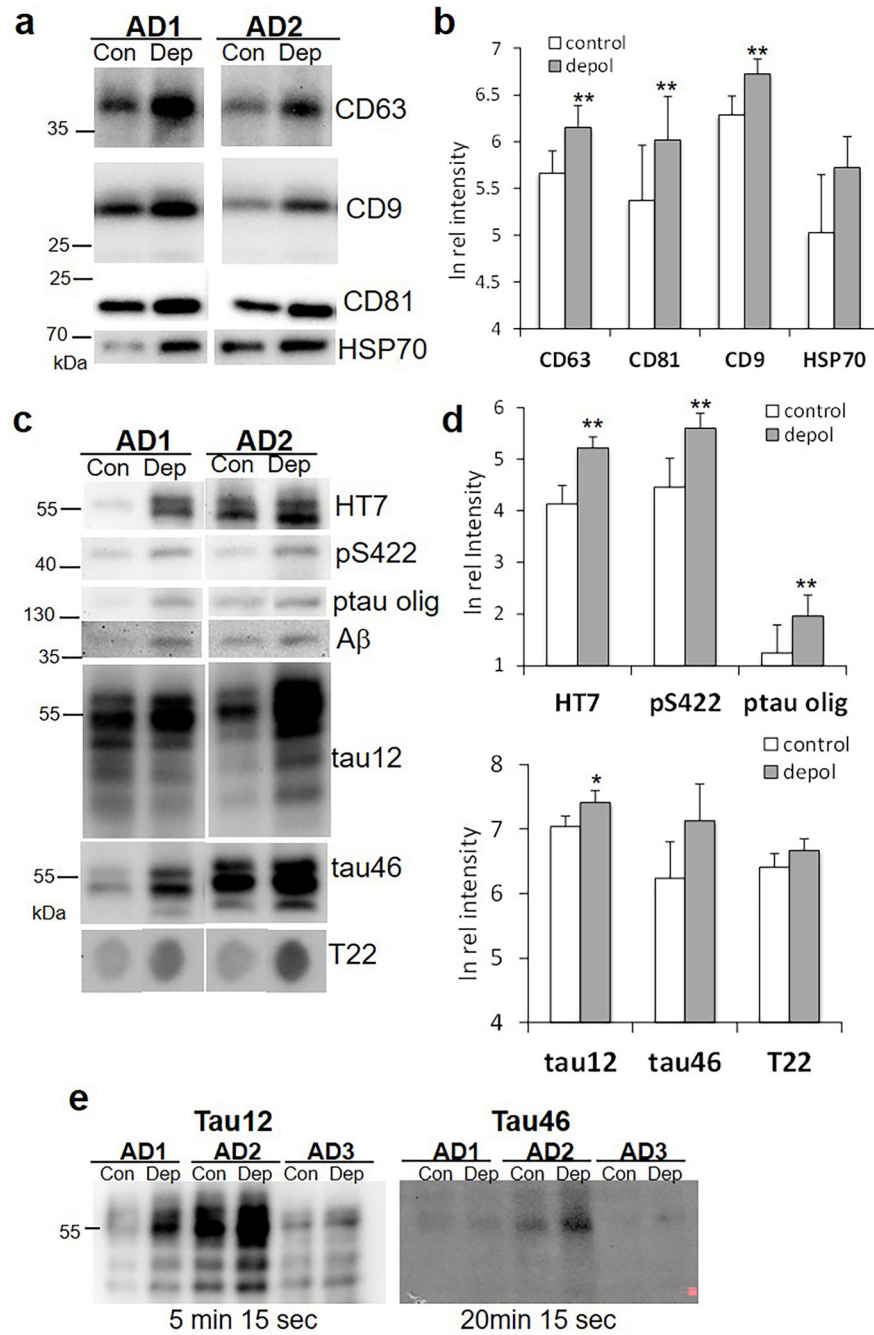 a
AD1 AD2
Con Dep Con Dep
CD63
35
CD9
25
25
CD81
70
HSP70
kDa
b
control
depol
7
6.5
6
5.5
5
4.5
4
ln rel intensity
** ** **
CD63 CD81 CD9 HSP70
c
AD1 AD2
Con Dep Con Dep
55
HT7
pS422
40
ptau olig
130
Aβ
35
55
tau12
tau46
55
kDa
T22
d
control
depol
6
5
4
3
2
1
ln rel Intensity
** ** **
HT7 pS422 ptau olig
control
depol
8
7
6
5
4
ln rel intensity
*
tau12 tau46 T22
e
Tau12 Tau46
AD1 AD2 AD3 AD1 AD2 AD3
Con Dep Con Dep Con Dep Con Dep Con Dep Con Dep
55
5 min 15 sec 20min 15 sec